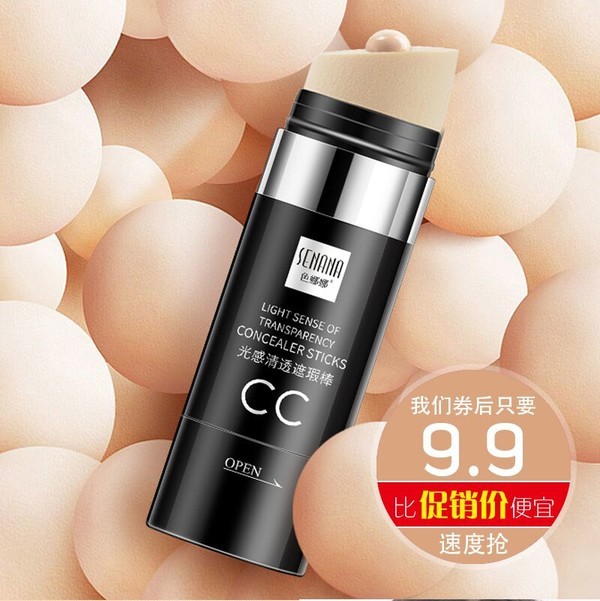 SENANA
色娜娜®
LIGHT SENSE OF
TRANSPARENCY
CONCEALER STICKS
光感清透遮瑕棒
CC
OPEN
我们券后只要
9.9
比促销价便宜
速度抢